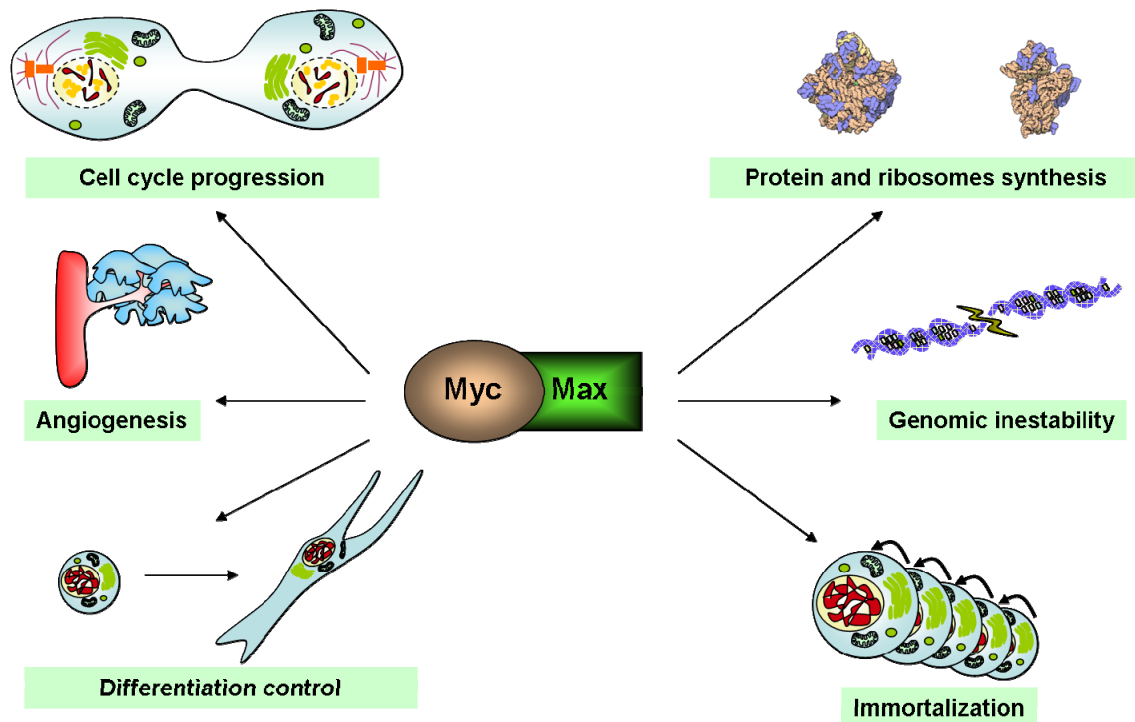 Cell cycle progression
Protein and ribosomes synthesis
Angiogenesis
Myc
Max
Genomic inestability
Differentiation control
Immortalization